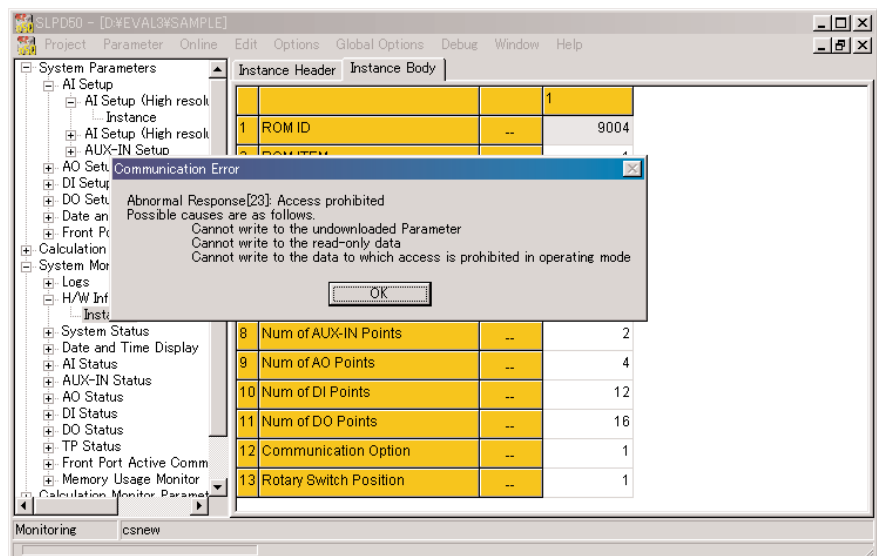 SLPD50 - [D:¥EVAL3¥SAMPLE]
Project Parameter Online Edit Options Global Options Debug Window Help
System Parameters
AI Setup
AI Setup (High resolu
Instance
AI Setup (High resolu
AUX-IN Setup
AO Setu
DI Setup
DO Setu
Date an
Front Po
Calculation
System Mor
Logs
H/W Inf
Insta
System Status
Date and Time Display
AI Status
AUX-IN Status
AO Status
DI Status
DO Status
TP Status
Front Port Active Comm
Memory Usage Monitor
Calculation Monitor Paramet
Instance Header Instance Body
1
1 ROM ID -- 9004
2 ROM ITEM
Communication Error
Abnormal Response[23]: Access prohibited
Possible causes are as follows.
Cannot write to the undownloaded Parameter
Cannot write to the read-only data
Cannot write to the data to which access is prohibited in operating mode
OK
8 Num of AUX-IN Points -- 2
9 Num of AO Points -- 4
10 Num of DI Points -- 12
11 Num of DO Points -- 16
12 Communication Option -- 1
13 Rotary Switch Position -- 1
Monitoring csnew